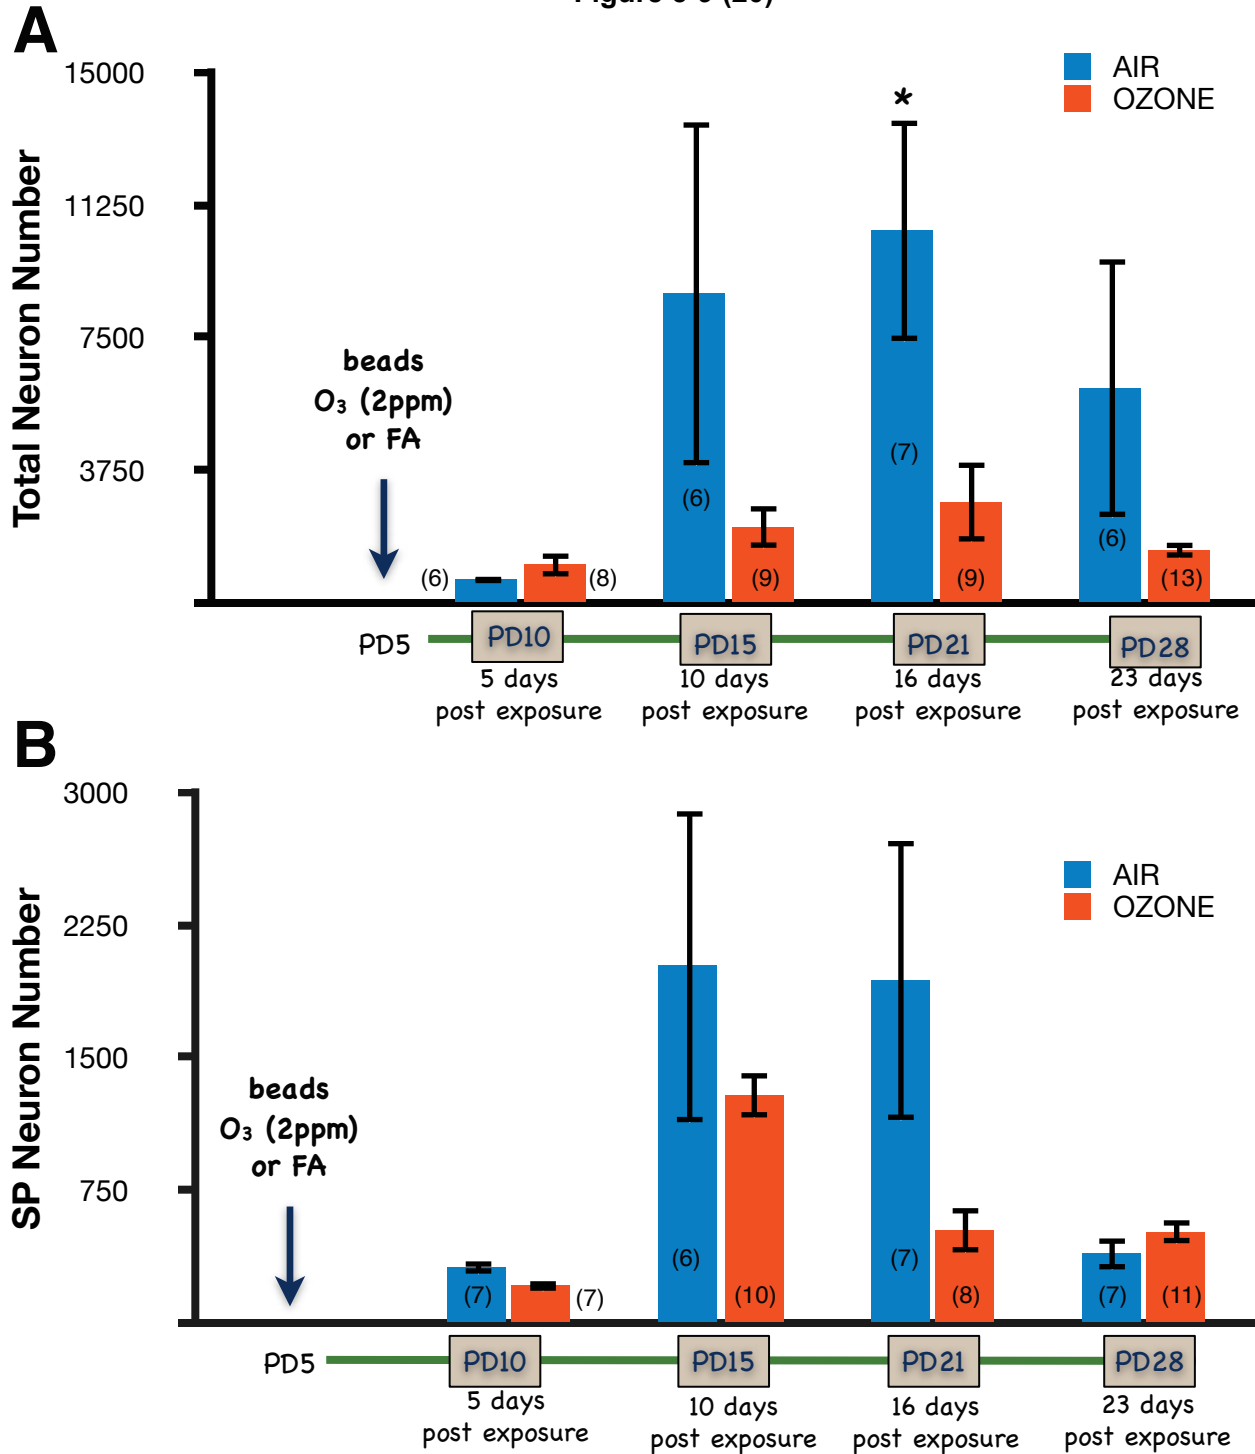 A
15000
11250
7500
3750
Total Neuron Number
AIR
OZONE
*
beads
O₃ (2ppm)
or FA
(6)
(8)
(6)
(9)
(7)
(9)
(6)
(13)
PD5
PD10
PD15
PD21
PD28
5 days
post exposure
10 days
post exposure
16 days
post exposure
23 days
post exposure
B
3000
2250
1500
750
SP Neuron Number
AIR
OZONE
beads
O₃ (2ppm)
or FA
(7)
(7)
(6)
(10)
(7)
(8)
(7)
(11)
PD5
PD10
PD15
PD21
PD28
5 days
post exposure
10 days
post exposure
16 days
post exposure
23 days
post exposure